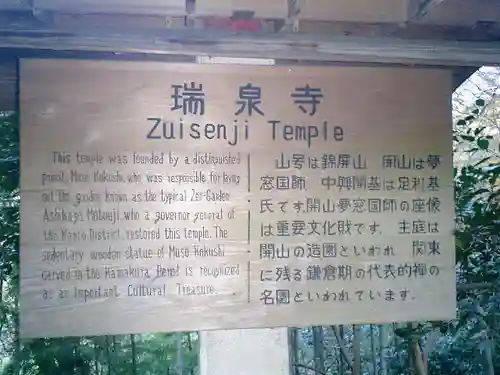 瑞泉寺
Zuisenji Temple
This temple was founded by a distinguished
priest, Muso Kokushi, who was responsible for laying
out the garden known as the typical Zen-Garden
Ashikaga Motouji, who a governor general of
the Kanto District, restored this temple. The
sedentary wooden statue of Muso Kokushi
carved in the Kamakura Period is recognized
as an Important Cultural Treasure.
山号は錦屏山 開山は夢
窓国師 中興開基は足利基
氏です。開山夢窓国師の座像
は重要文化財です. 主庭は
開山の造園といわれ 関東
に残る鎌倉期の代表的禅の
名園といわれています.